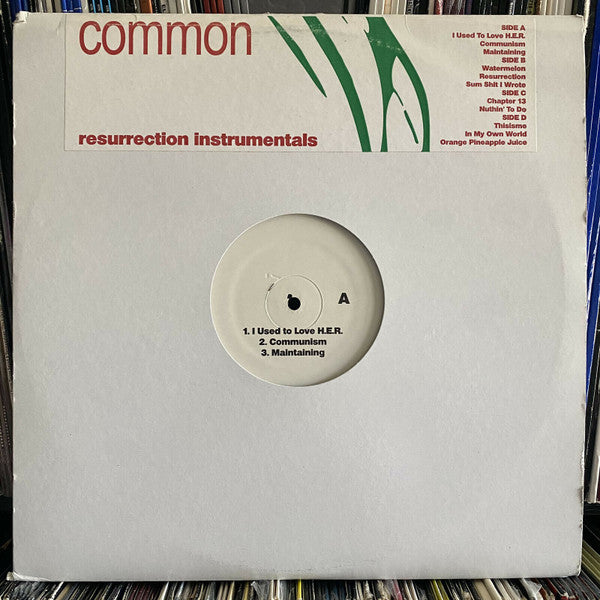 common
resurrection instrumentals
SIDE A
I Used To Love H.E.R.
Communism
Maintaining
SIDE B
Watermelon
Resurrection
Sum Shit I Wrote
SIDE C
Chapter 13
Nuthin' To Do
SIDE D
Thisisme
In My Own World
Orange Pineapple Juice
A
1. I Used to Love H.E.R.
2. Communism
3. Maintaining